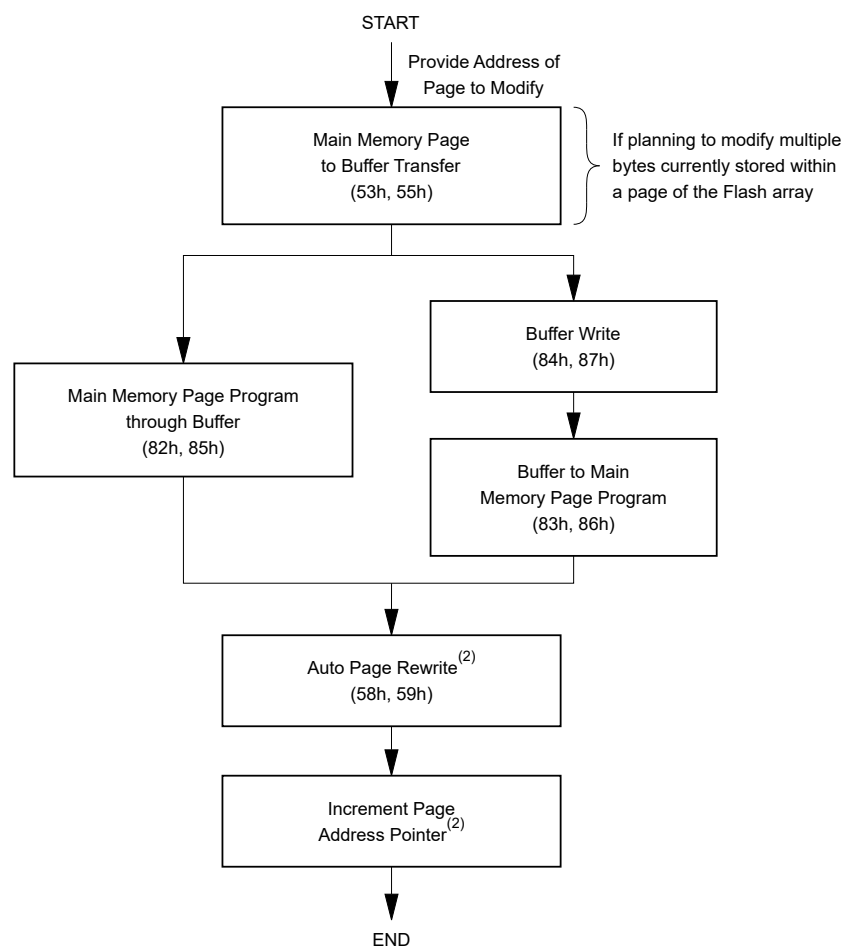 START
Provide Address of
Page to Modify
Main Memory Page
to Buffer Transfer
(53h, 55h)
If planning to modify multiple
bytes currently stored within
a page of the Flash array
Buffer Write
(84h, 87h)
Main Memory Page Program
through Buffer
(82h, 85h)
Buffer to Main
Memory Page Program
(83h, 86h)
Auto Page Rewrite(2)
(58h, 59h)
Increment Page
Address Pointer(2)
END